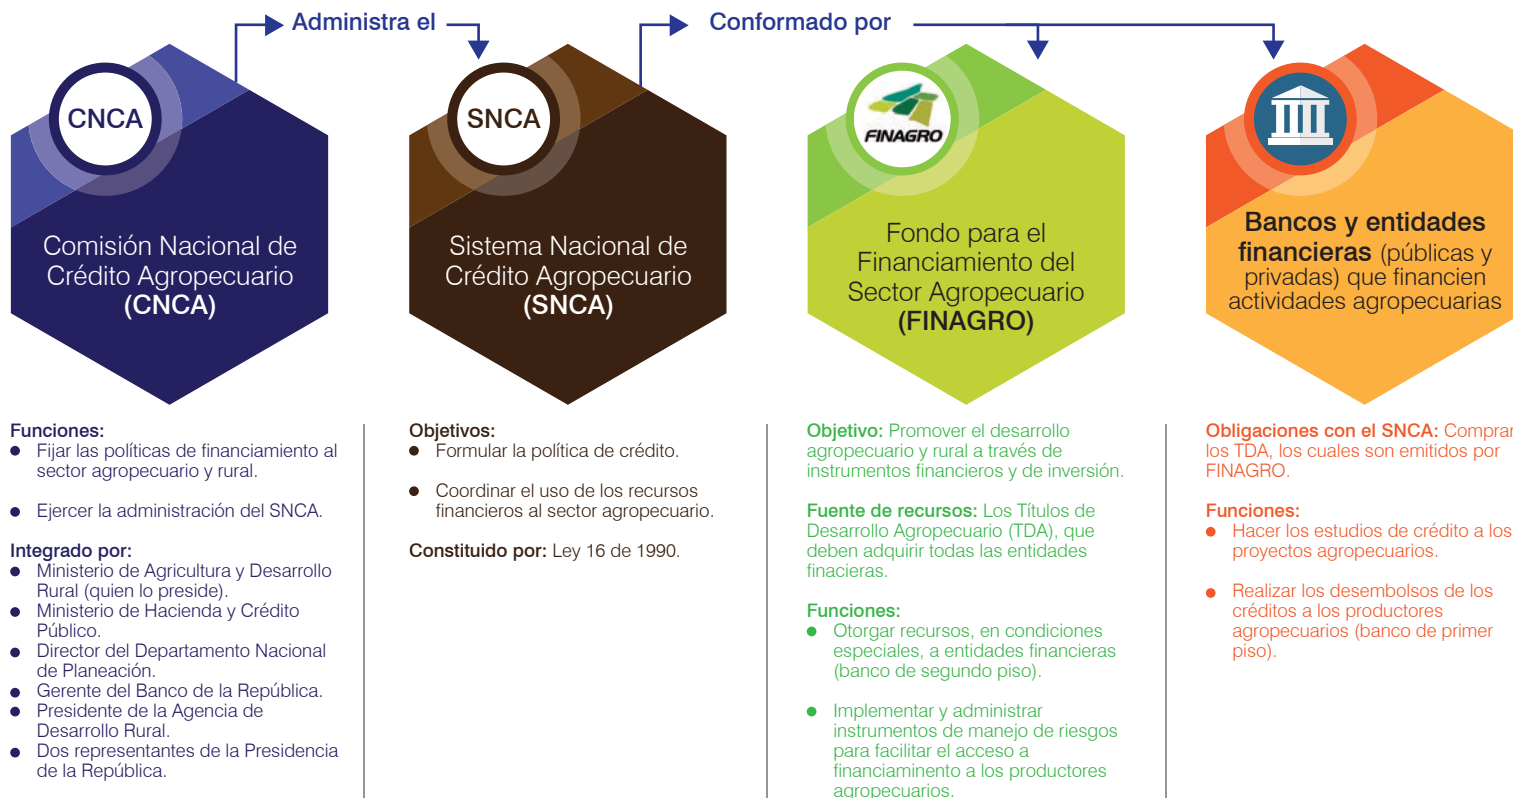 Administra el
Conformado por
CNCA
Comisión Nacional de
Crédito Agropecuario
(CNCA)
Funciones:
Fijar las políticas de financiamiento al
sector agropecuario y rural.
Ejercer la administración del SNCA.
Integrado por:
Ministerio de Agricultura y Desarrollo
Rural (quien lo preside).
Ministerio de Hacienda y Crédito
Público.
Director del Departamento Nacional
de Planeación.
Gerente del Banco de la República.
Presidente de la Agencia de
Desarrollo Rural.
Dos representantes de la Presidencia
de la República.
SNCA
Sistema Nacional de
Crédito Agropecuario
(SNCA)
Objetivos:
Formular la política de crédito.
Coordinar el uso de los recursos
financieros al sector agropecuario.
Constituido por: Ley 16 de 1990.
FINAGRO
Fondo para el
Financiamiento del
Sector Agropecuario
(FINAGRO)
Objetivo: Promover el desarrollo
agropecuario y rural a través de
instrumentos financieros y de inversión.
Fuente de recursos: Los Títulos de
Desarrollo Agropecuario (TDA), que
deben adquirir todas las entidades
finacieras.
Funciones:
Otorgar recursos, en condiciones
especiales, a entidades financieras
(banco de segundo piso).
Implementar y administrar
instrumentos de manejo de riesgos
para facilitar el acceso a
financiaminento a los productores
agropecuarios.
Bancos y entidades
financieras (públicas y
privadas) que financien
actividades agropecuarias
Obligaciones con el SNCA: Comprar
los TDA, los cuales son emitidos por
FINAGRO.
Funciones:
Hacer los estudios de crédito a los
proyectos agropecuarios.
Realizar los desembolsos de los
créditos a los productores
agropecuarios (banco de primer
piso).